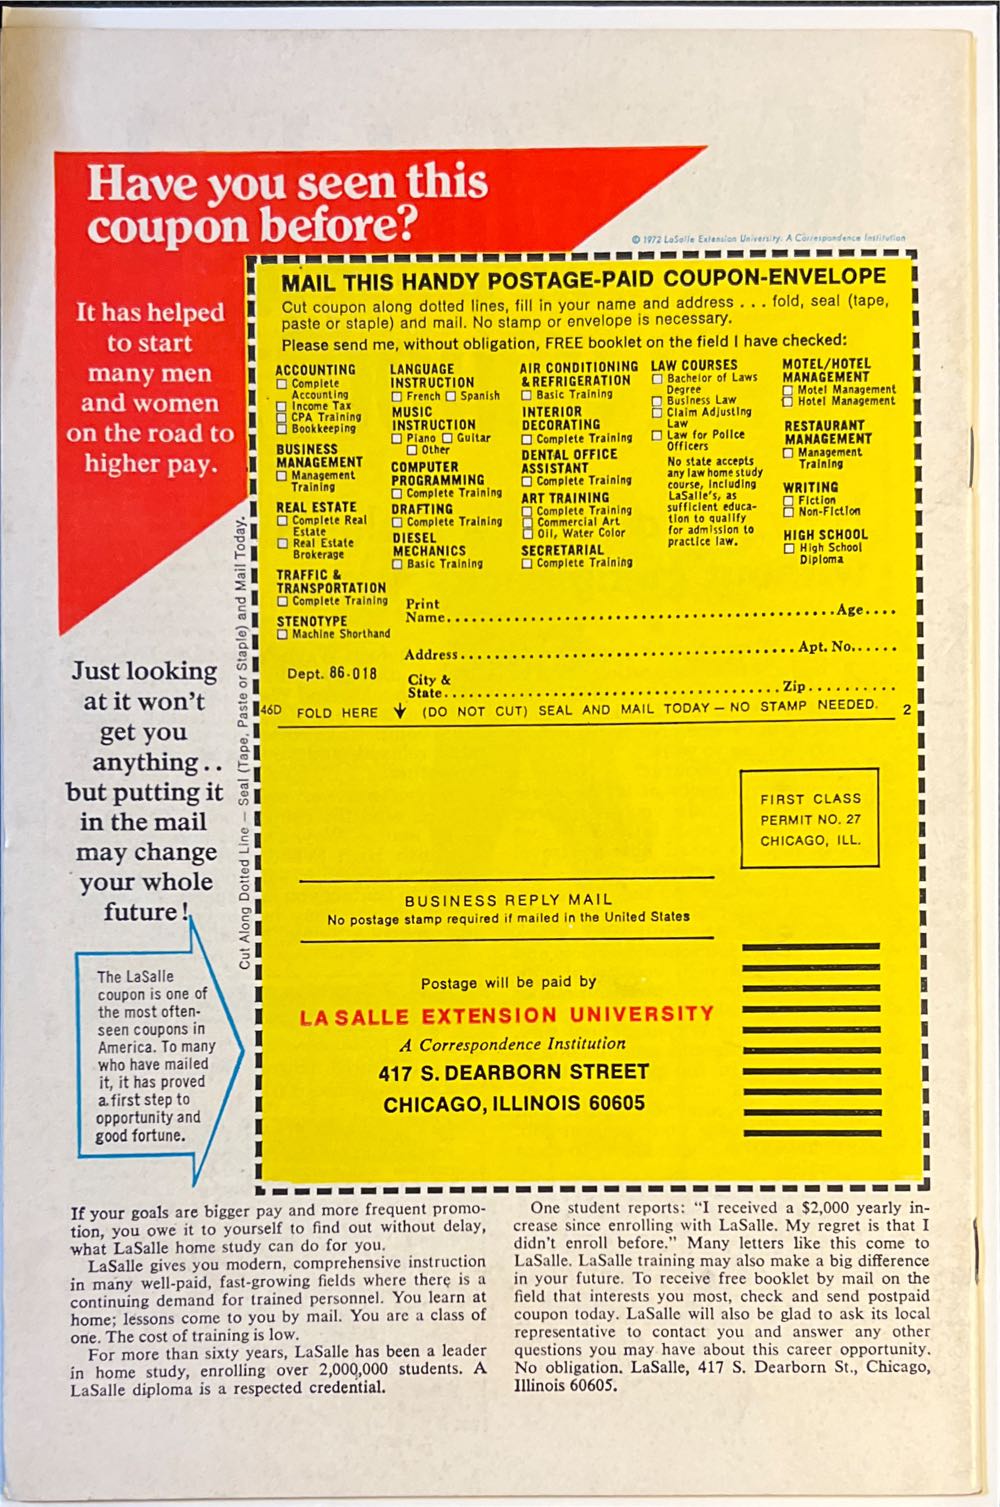 Have you seen this
coupon before?
© 1972 LaSalle Extension University. A Correspondence Institution
It has helped
to start
many men
and women
on the road to
higher pay.
Just looking
at it won't
get you
anything . .
but putting it
in the mail
may change
your whole
future!
The LaSalle
coupon is one of
the most often-
seen coupons in
America. To many
who have mailed
it, it has proved
a first step to
opportunity and
good fortune.
Cut Along Dotted Line — Seal (Tape, Paste or Staple) and Mail Today.
MAIL THIS HANDY POSTAGE-PAID COUPON-ENVELOPE
Cut coupon along dotted lines, fill in your name and address . . . fold, seal (tape,
paste or staple) and mail. No stamp or envelope is necessary.
Please send me, without obligation, FREE booklet on the field I have checked:
ACCOUNTING
☐ Complete
Accounting
☐ Income Tax
☐ CPA Training
☐ Bookkeeping
BUSINESS
MANAGEMENT
☐ Management
Training
REAL ESTATE
☐ Complete Real
Estate
☐ Real Estate
Brokerage
TRAFFIC &
TRANSPORTATION
☐ Complete Training
STENOTYPE
☐ Machine Shorthand
LANGUAGE
INSTRUCTION
☐ French ☐ Spanish
MUSIC
INSTRUCTION
☐ Piano ☐ Guitar
☐ Other
COMPUTER
PROGRAMMING
☐ Complete Training
DRAFTING
☐ Complete Training
DIESEL
MECHANICS
☐ Basic Training
AIR CONDITIONING
& REFRIGERATION
☐ Basic Training
INTERIOR
DECORATING
☐ Complete Training
DENTAL OFFICE
ASSISTANT
☐ Complete Training
ART TRAINING
☐ Complete Training
☐ Commercial Art
☐ Oil, Water Color
SECRETARIAL
☐ Complete Training
LAW COURSES
☐ Bachelor of Laws
Degree
☐ Business Law
☐ Claim Adjusting
Law
☐ Law for Police
Officers
No state accepts
any law home study
course, including
LaSalle's, as
sufficient educa-
tion to qualify
for admission to
practice law.
MOTEL/HOTEL
MANAGEMENT
☐ Motel Management
☐ Hotel Management
RESTAURANT
MANAGEMENT
☐ Management
Training
WRITING
☐ Fiction
☐ Non-Fiction
HIGH SCHOOL
☐ High School
Diploma
Print
Name.......... Age....
Address.......... Apt. No......
Dept. 86-018
City &
State.......... Zip..........
46D FOLD HERE ↓ (DO NOT CUT) SEAL AND MAIL TODAY — NO STAMP NEEDED. 2
FIRST CLASS
PERMIT NO. 27
CHICAGO, ILL.
BUSINESS REPLY MAIL
No postage stamp required if mailed in the United States
Postage will be paid by
LA SALLE EXTENSION UNIVERSITY
A Correspondence Institution
417 S. DEARBORN STREET
CHICAGO, ILLINOIS 60605
If your goals are bigger pay and more frequent promo-
tion, you owe it to yourself to find out without delay,
what LaSalle home study can do for you.
LaSalle gives you modern, comprehensive instruction
in many well-paid, fast-growing fields where there is a
continuing demand for trained personnel. You learn at
home; lessons come to you by mail. You are a class of
one. The cost of training is low.
For more than sixty years, LaSalle has been a leader
in home study, enrolling over 2,000,000 students. A
LaSalle diploma is a respected credential.
One student reports: "I received a $2,000 yearly in-
crease since enrolling with LaSalle. My regret is that I
didn't enroll before." Many letters like this come to
LaSalle. LaSalle training may also make a big difference
in your future. To receive free booklet by mail on the
field that interests you most, check and send postpaid
coupon today. LaSalle will also be glad to ask its local
representative to contact you and answer any other
questions you may have about this career opportunity.
No obligation. LaSalle, 417 S. Dearborn St., Chicago,
Illinois 60605.